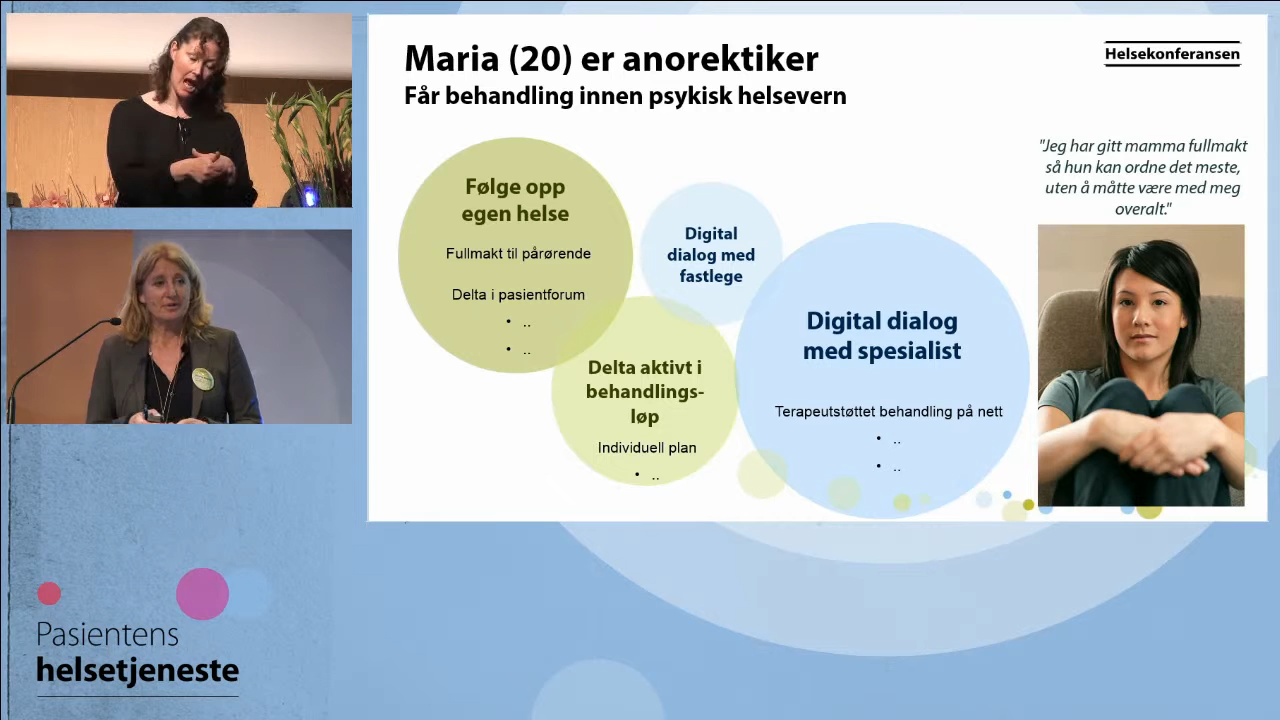 Maria (20) er anorektiker
Får behandling innen psykisk helsevern
Helsekonferansen
"Jeg har gitt mamma fullmakt
så hun kan ordne det meste,
uten å måtte være med meg
overalt."
Følge opp
egen helse
Fullmakt til pårørende
Delta i pasientforum
• ..
• ..
Digital
dialog med
fastlege
Delta aktivt i
behandlings-
løp
Individuell plan
• ..
Digital dialog
med spesialist
Terapeutstøttet behandling på nett
• ..
• ..
Pasientens
helsetjeneste